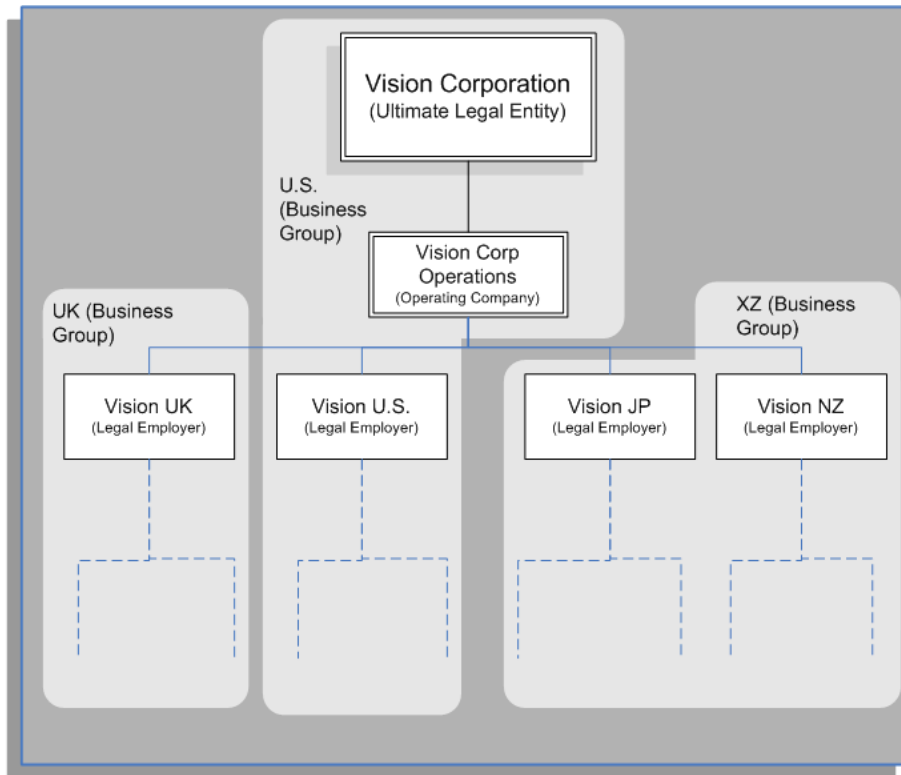 Vision Corporation
(Ultimate Legal Entity)
U.S.
(Business
Group)
Vision Corp
Operations
(Operating Company)
UK (Business
Group)
XZ (Business
Group)
Vision UK
(Legal Employer)
Vision U.S.
(Legal Employer)
Vision JP
(Legal Employer)
Vision NZ
(Legal Employer)